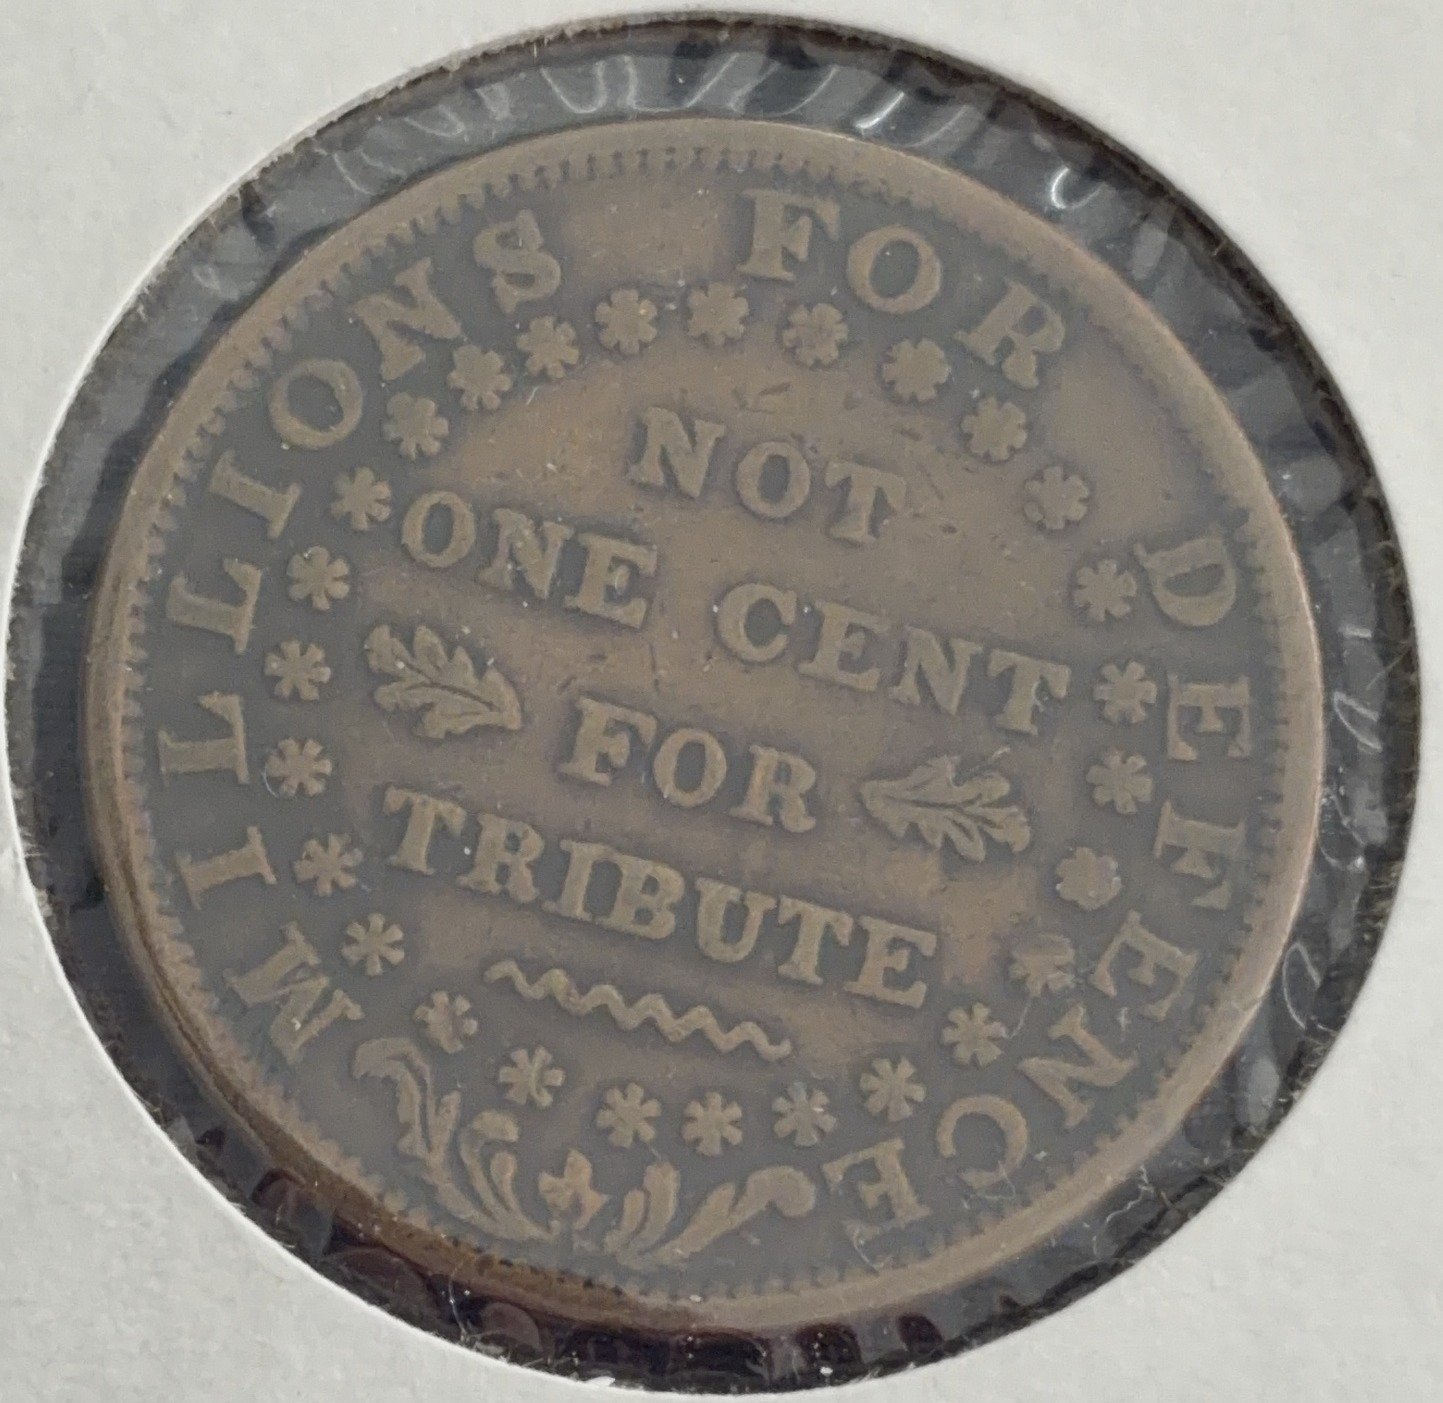 MILLIONS FOR DEFENCE
NOT
ONE CENT
FOR
TRIBUTE